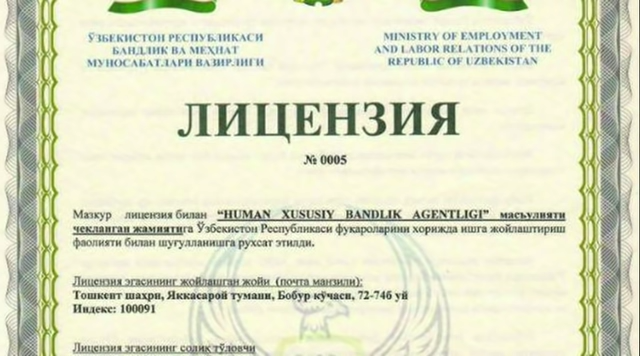 ЎЗБЕКИСТОН РЕСПУБЛИКАСИ
БАНДЛИК ВА МЕҲНАТ
МУНОСАБАТЛАРИ ВАЗИРЛИГИ
MINISTRY OF EMPLOYMENT
AND LABOR RELATIONS OF THE
REPUBLIC OF UZBEKISTAN
ЛИЦЕНЗИЯ
№ 0005
Мазкур лицензия билан “HUMAN XUSUSIY BANDLIK AGENTLIGI” масъулияти
чекланган жамиятига Ўзбекистон Республикаси фуқароларини хорижда ишга жойлаштириш
фаолияти билан шуғулланишга рухсат этилди.
Лицензия эгасининг жойлашган жойи (почта манзили):
Тошкент шаҳри, Яккасарой тумани, Бобур кўчаси, 72-74б уй
Индекс: 100091
Лицензия эгасининг солиқ тўловчи